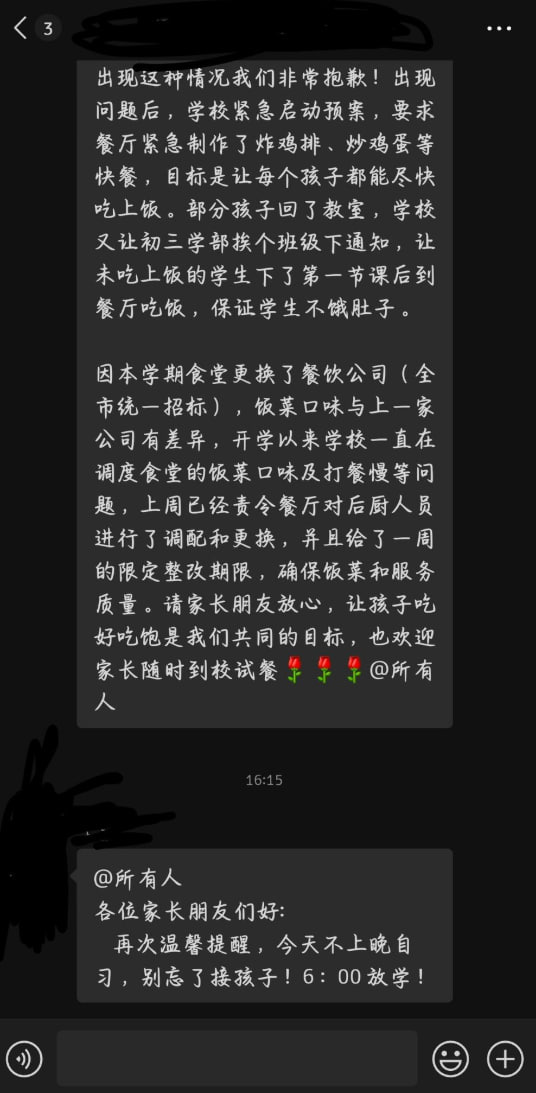 3
出现这种情况我们非常抱歉！出现
问题后，学校紧急启动预案，要求
餐厅紧急制作了炸鸡排、炒鸡蛋等
快餐，目标是让每个孩子都能尽快
吃上饭。部分孩子回了教室，学校
又让初三学部挨个班级下通知，让
未吃上饭的学生下了第一节课后到
餐厅吃饭，保证学生不饿肚子。
因本学期食堂更换了餐饮公司（全
市统一招标），饭菜口味与上一家
公司有差异，开学以来学校一直在
调度食堂的饭菜口味及打餐慢等问
题，上周已经责令餐厅对后厨人员
进行了调配和更换，并且给了一周
的限定整改期限，确保饭菜和服务
质量。请家长朋友放心，让孩子吃
好吃饱是我们共同的目标，也欢迎
家长随时到校试餐🌹🌹🌹@所有
人
16:15
@所有人
各位家长朋友们好：
再次温馨提醒，今天不上晚自
习，别忘了接孩子！6：00放学！